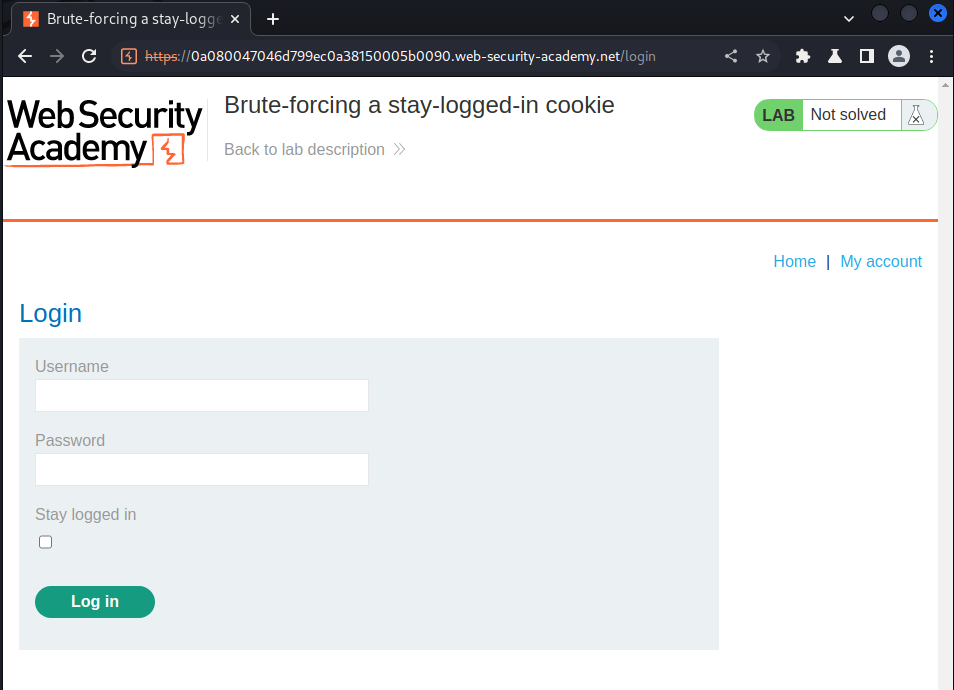 Brute-forcing a stay-logge
https://0a080047046d799ec0a38150005b0090.web-security-academy.net/login
Web Security
Academy
Brute-forcing a stay-logged-in cookie
Back to lab description
LAB Not solved
Home | My account
Login
Username
Password
Stay logged in
Log in